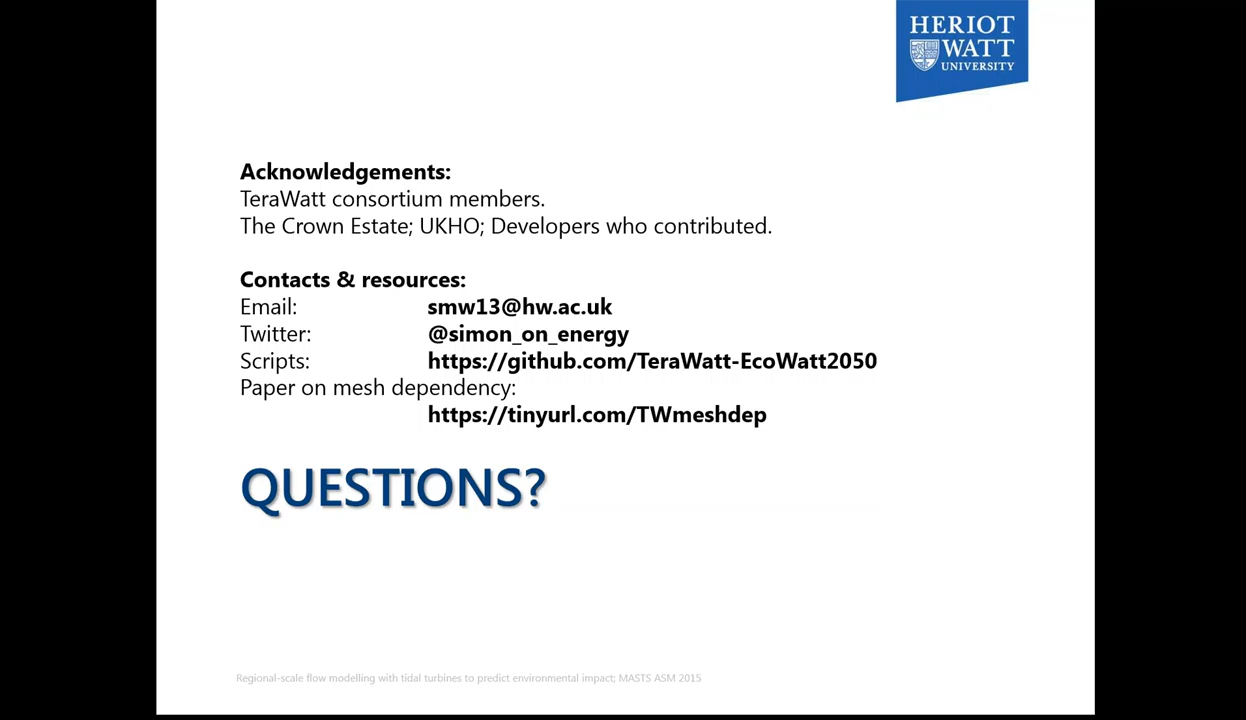 HERIOT
WATT
UNIVERSITY
Acknowledgements:
TeraWatt consortium members.
The Crown Estate; UKHO; Developers who contributed.
Contacts & resources:
Email: smw13@hw.ac.uk
Twitter: @simon_on_energy
Scripts: https://github.com/TeraWatt-EcoWatt2050
Paper on mesh dependency:
https://tinyurl.com/TWmeshdep
QUESTIONS?
Regional-scale flow modelling with tidal turbines to predict environmental impact; MASTS ASM 2015